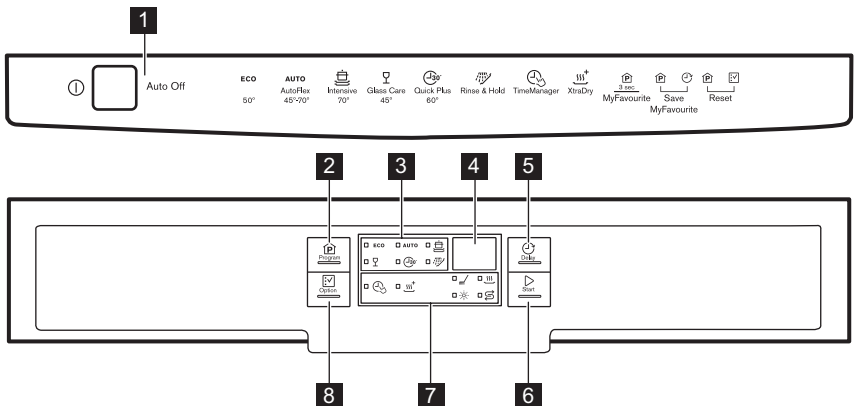 1
Auto Off
ECO AUTO 30' + P P P
AutoFlex Intensive Glass Care Quick Plus Rinse & Hold TimeManager XtraDry 3 sec
50° 45°-70° 70° 45° 60° MyFavourite Save Reset
MyFavourite
2 3 4 5
P ECO AUTO
Program 30' Delay
Option + Start
8 7 6